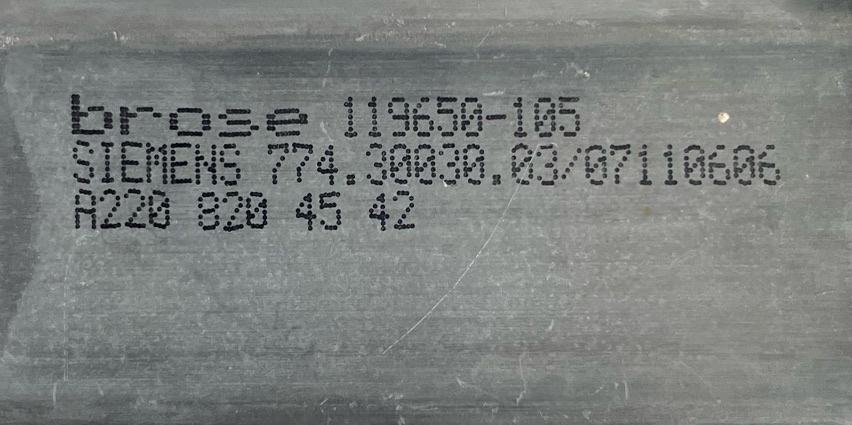 brose 119650-105
SIEMENS 774.30030.03/07110606
A220 820 45 42